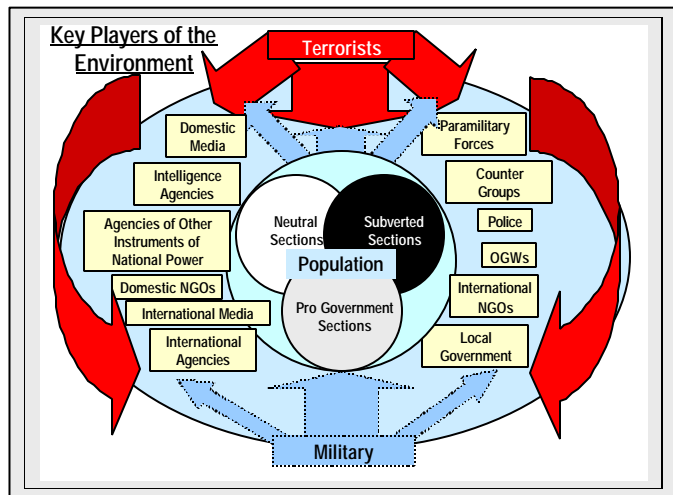 Key Players of the
Environment
Terrorists
Domestic
Media
Intelligence
Agencies
Agencies of Other
Instruments of
National Power
Domestic NGOs
International Media
International
Agencies
Neutral
Sections
Subverted
Sections
Population
Pro Government
Sections
Paramilitary
Forces
Counter
Groups
Police
OGWs
International
NGOs
Local
Government
Military